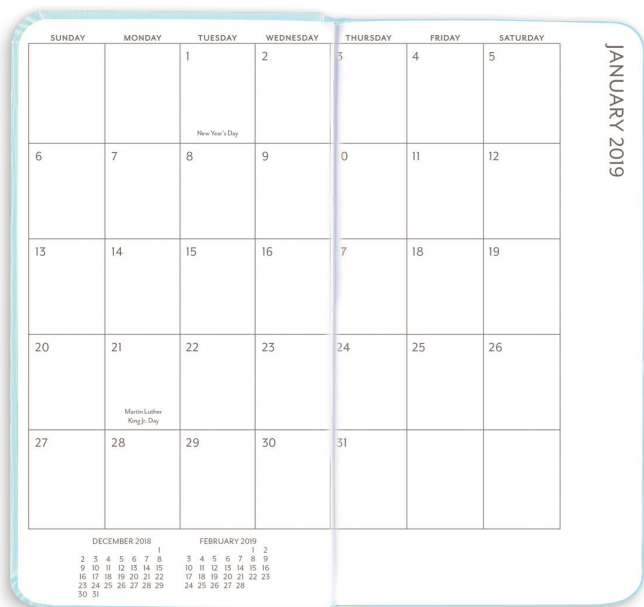 SUNDAY MONDAY TUESDAY WEDNESDAY THURSDAY FRIDAY SATURDAY
JANUARY 2019
1 2 3 4 5
New Year's Day
6 7 8 9 10 11 12
13 14 15 16 17 18 19
20 21 22 23 24 25 26
Martin Luther
King Jr. Day
27 28 29 30 31
DECEMBER 2018
1
2 3 4 5 6 7 8
9 10 11 12 13 14 15
16 17 18 19 20 21 22
23 24 25 26 27 28 29
30 31
FEBRUARY 2019
1 2
3 4 5 6 7 8 9
10 11 12 13 14 15 16
17 18 19 20 21 22 23
24 25 26 27 28